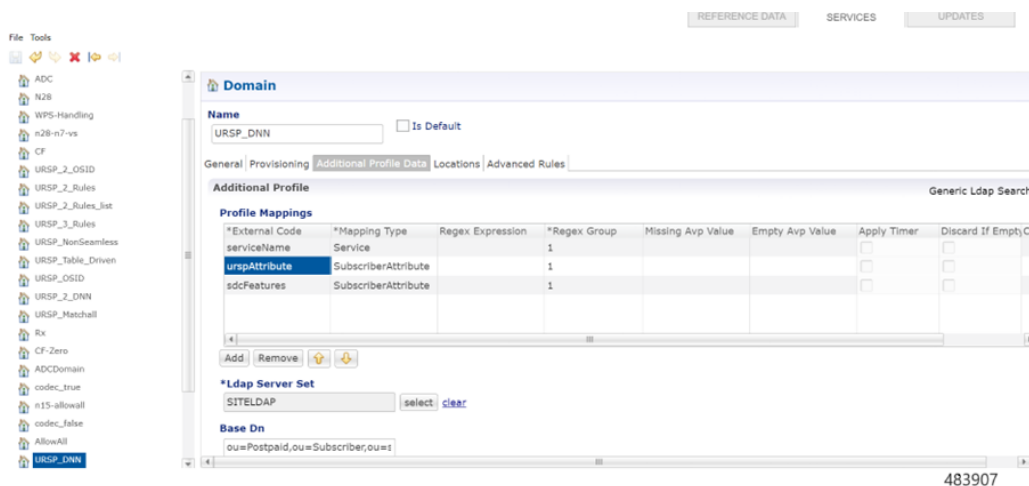 REFERENCE DATA SERVICES UPDATES
File Tools
ADC
N28
WPS-Handling
n28-n7-vs
CF
URSP_2_OSID
URSP_2_Rules
URSP_2_Rules_list
URSP_3_Rules
URSP_NonSeamless
URSP_Table_Driven
URSP_OSID
URSP_2_DNN
URSP_Matchall
Rx
CF-Zero
ADCDomain
codec_true
n15-allowall
codec_false
AllowAll
URSP_DNN
Domain
Name
URSP_DNN Is Default
General Provisioning Additional Profile Data Locations Advanced Rules
Additional Profile Generic Ldap Search
Profile Mappings
*External Code *Mapping Type Regex Expression *Regex Group Missing Avp Value Empty Avp Value Apply Timer Discard If Empty C
serviceName Service 1
urspAttribute SubscriberAttribute 1
sdcFeatures SubscriberAttribute 1
Add Remove
*Ldap Server Set
SITELDAP select clear
Base Dn
ou=Postpaid,ou=Subscriber,ou=s
483907